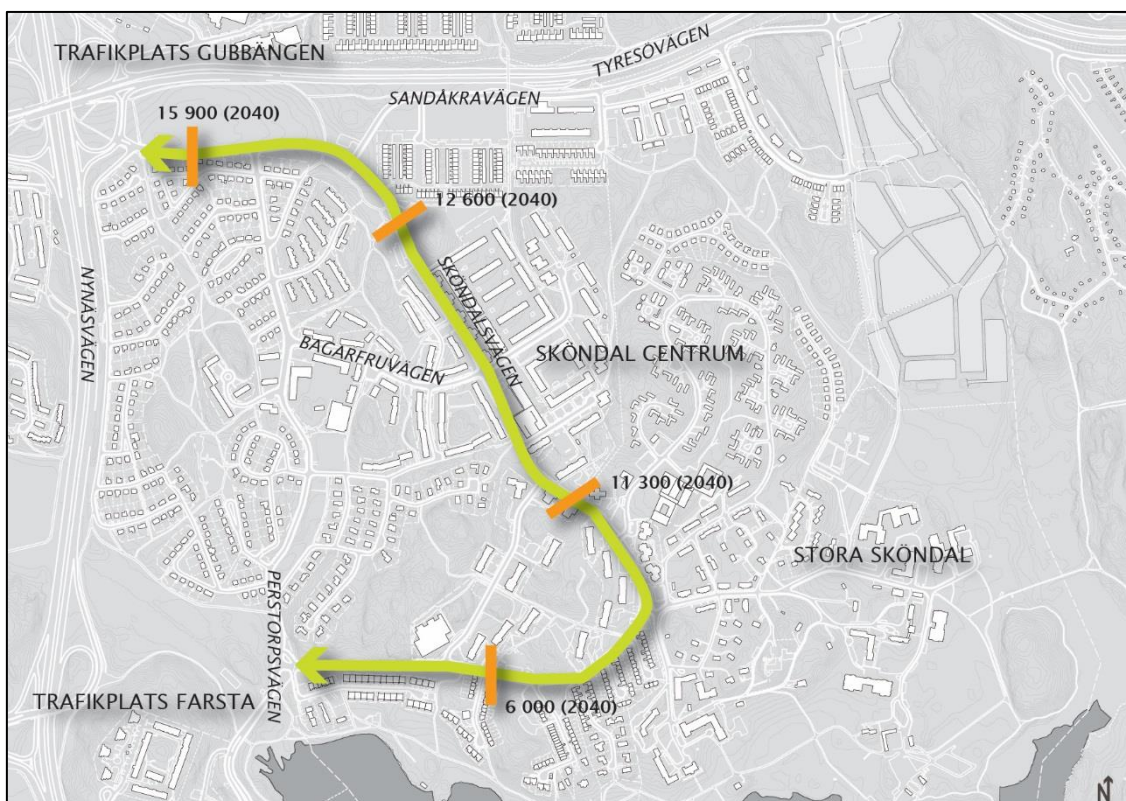 TRAFIKPLATS GUBBÄNGEN
TYRESÖVÄGEN
SANDÅKRAVÄGEN
15 900 (2040)
12 600 (2040)
NYNÄSVÄGEN
SKÖNDALSVÄGEN
SKÖNDAL CENTRUM
BAGARFRUVÄGEN
11 300 (2040)
STORA SKÖNDAL
PERSTORPSVÄGEN
TRAFIKPLATS FARSTA
6 000 (2040)
N